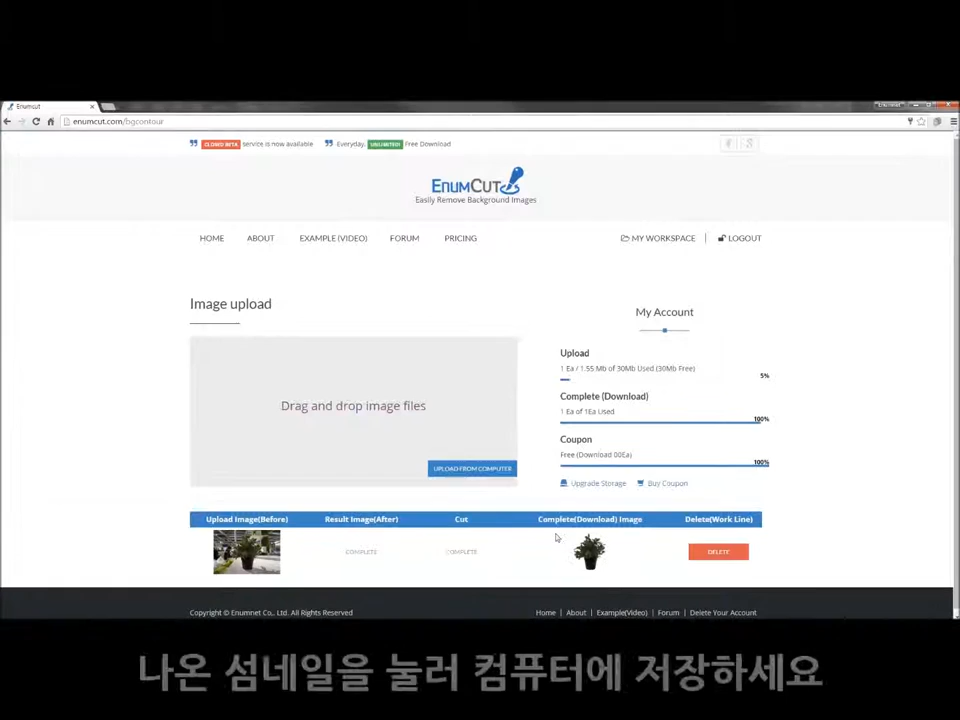 Enumcut
enumcut.com/bgcontour
CLOSED BETA service is now available Everyday, UNLIMITED Free Download
ENUMCUT
Easily Remove Background Images
HOME ABOUT EXAMPLE (VIDEO) FORUM PRICING MY WORKSPACE LOGOUT
Image upload
My Account
Drag and drop image files
UPLOAD FROM COMPUTER
Upload
1 Ea / 1.55 Mb of 30Mb Used (30Mb Free)
5%
Complete (Download)
1 Ea of 1Ea Used
100%
Coupon
Free (Download 00Ea)
100%
Upgrade Storage Buy Coupon
Upload Image(Before) Result Image(After) Cut Complete(Download) Image Delete(Work Line)
COMPLETE COMPLETE DELETE
Copyright © Enumnet Co., Ltd. All Rights Reserved Home | About | Example(Video) | Forum | Delete Your Account
나온 섬네일을 눌러 컴퓨터에 저장하세요